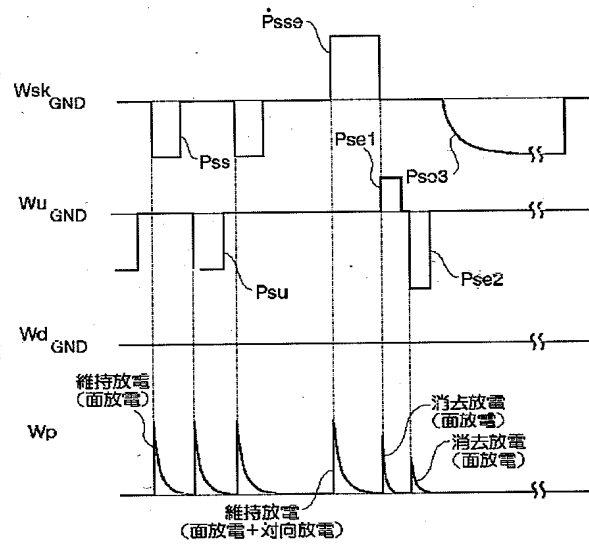 Psse
Wsk GND
Pss
Pse1
Pso3
Wu GND
Psu
Pse2
Wd GND
維持放電
(面放電)
消去放電
(面放電)
Wp
消去放電
(面放電)
維持放電
(面放電+対向放電)